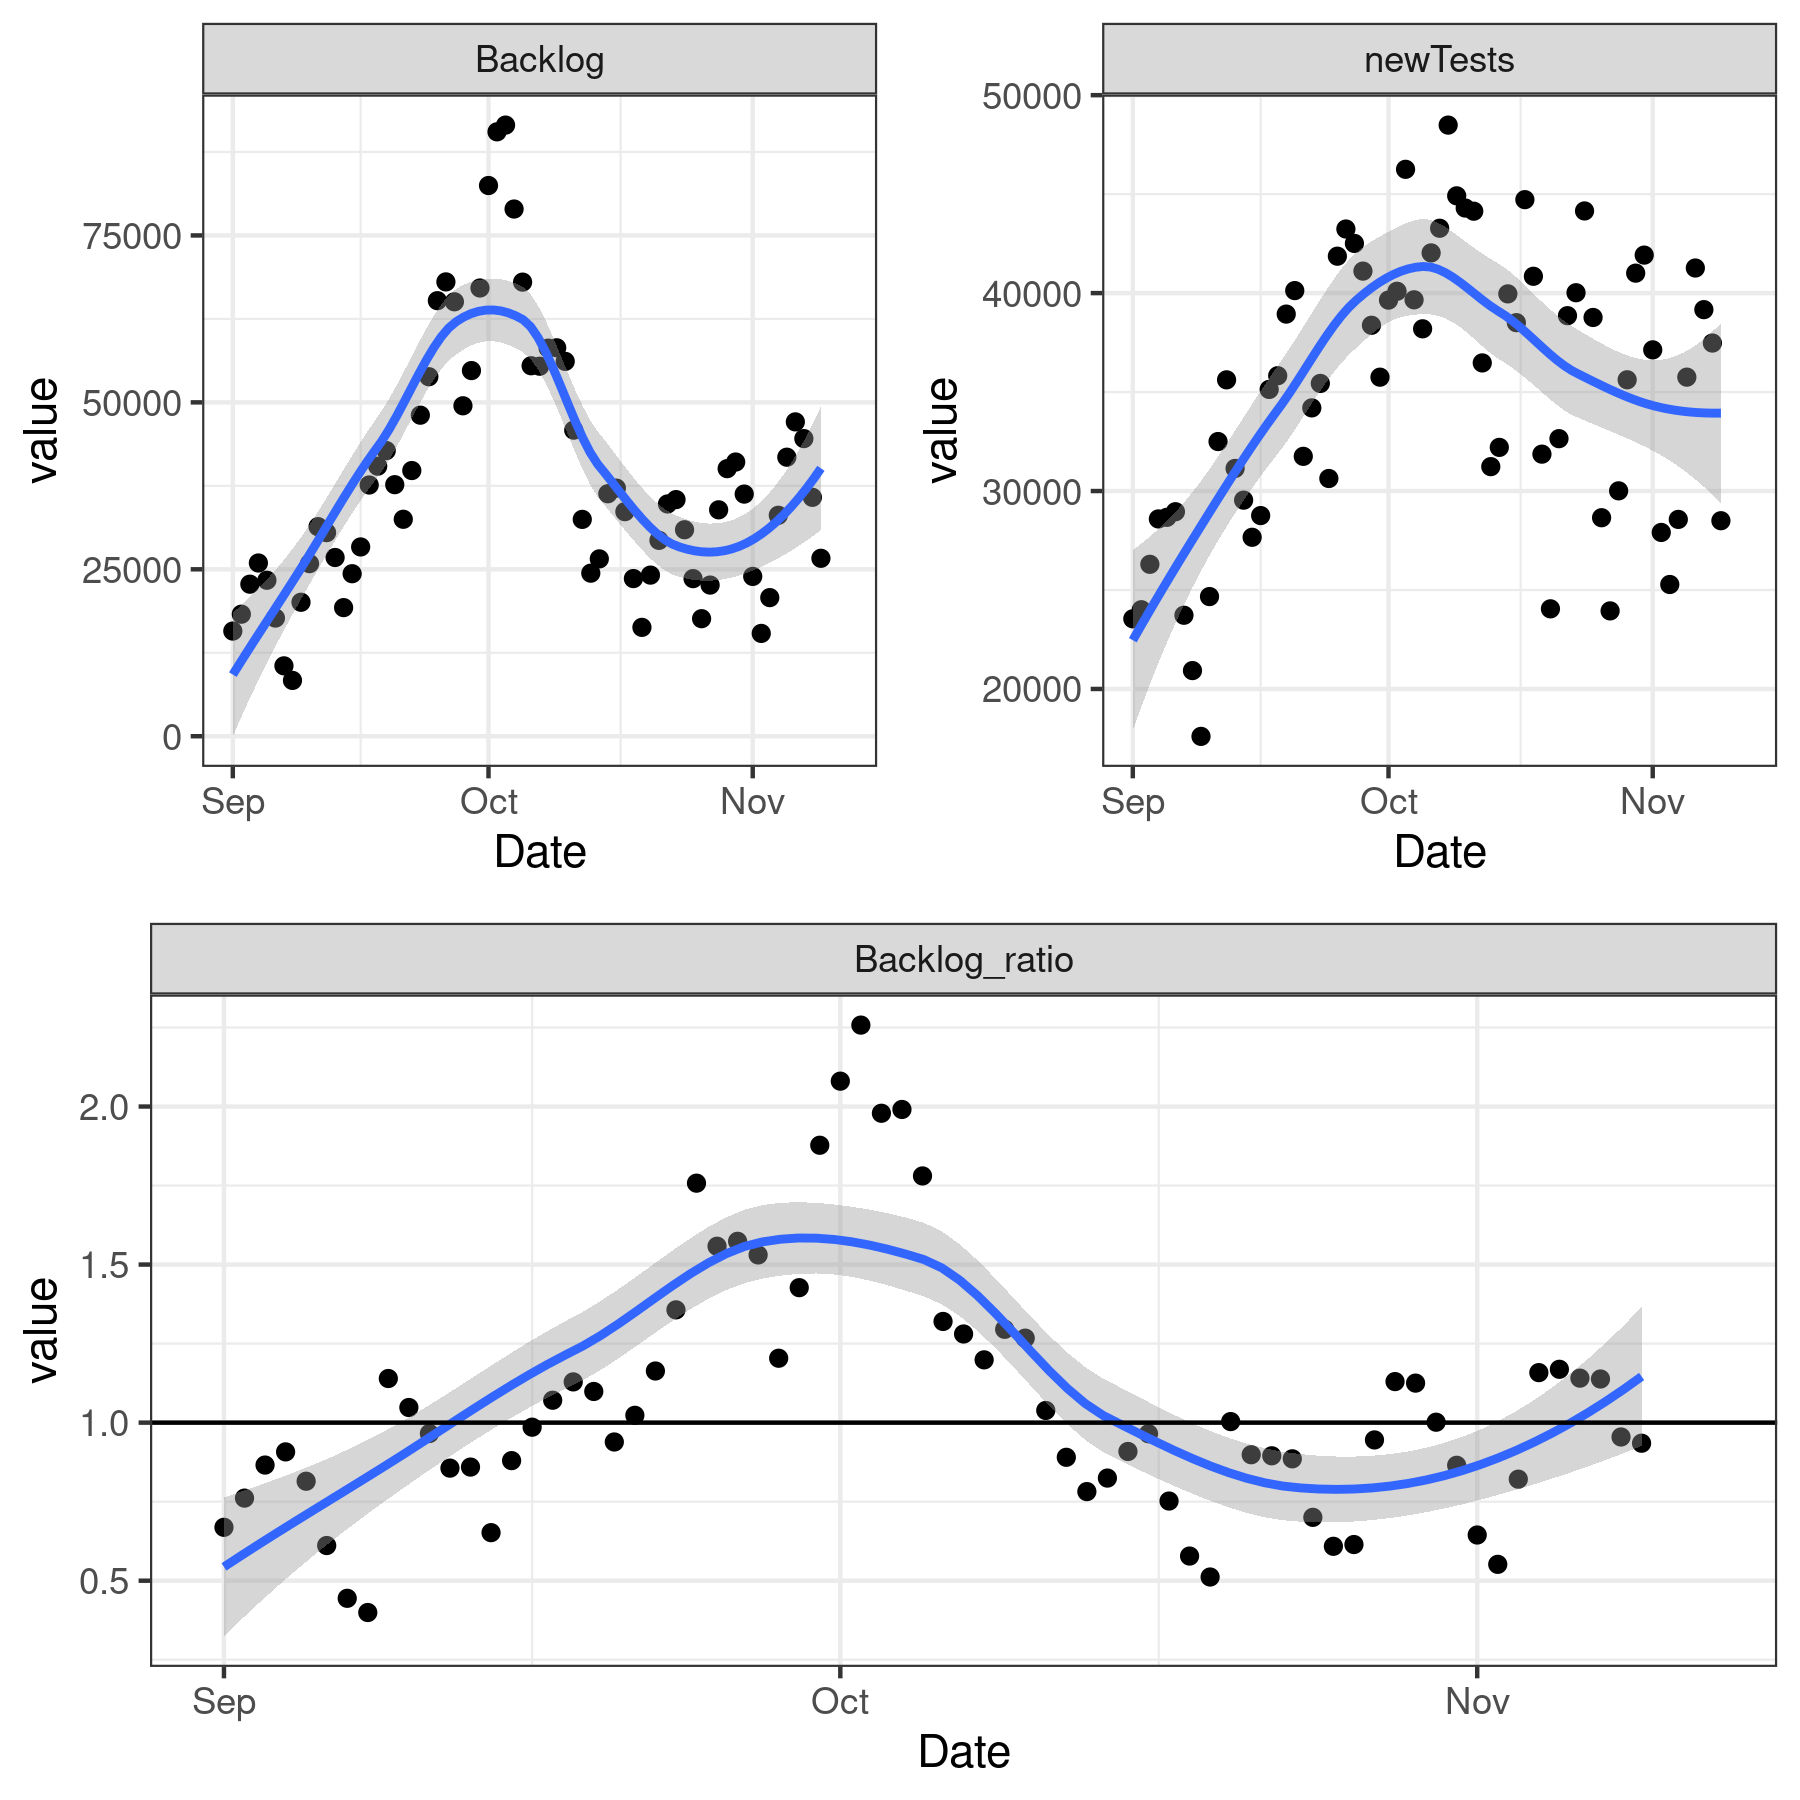 Backlog
newTests
value
75000
50000
25000
0
Sep Oct Nov
Date
value
50000
40000
30000
20000
Sep Oct Nov
Date
Backlog_ratio
value
2.0
1.5
1.0
0.5
Sep Oct Nov
Date